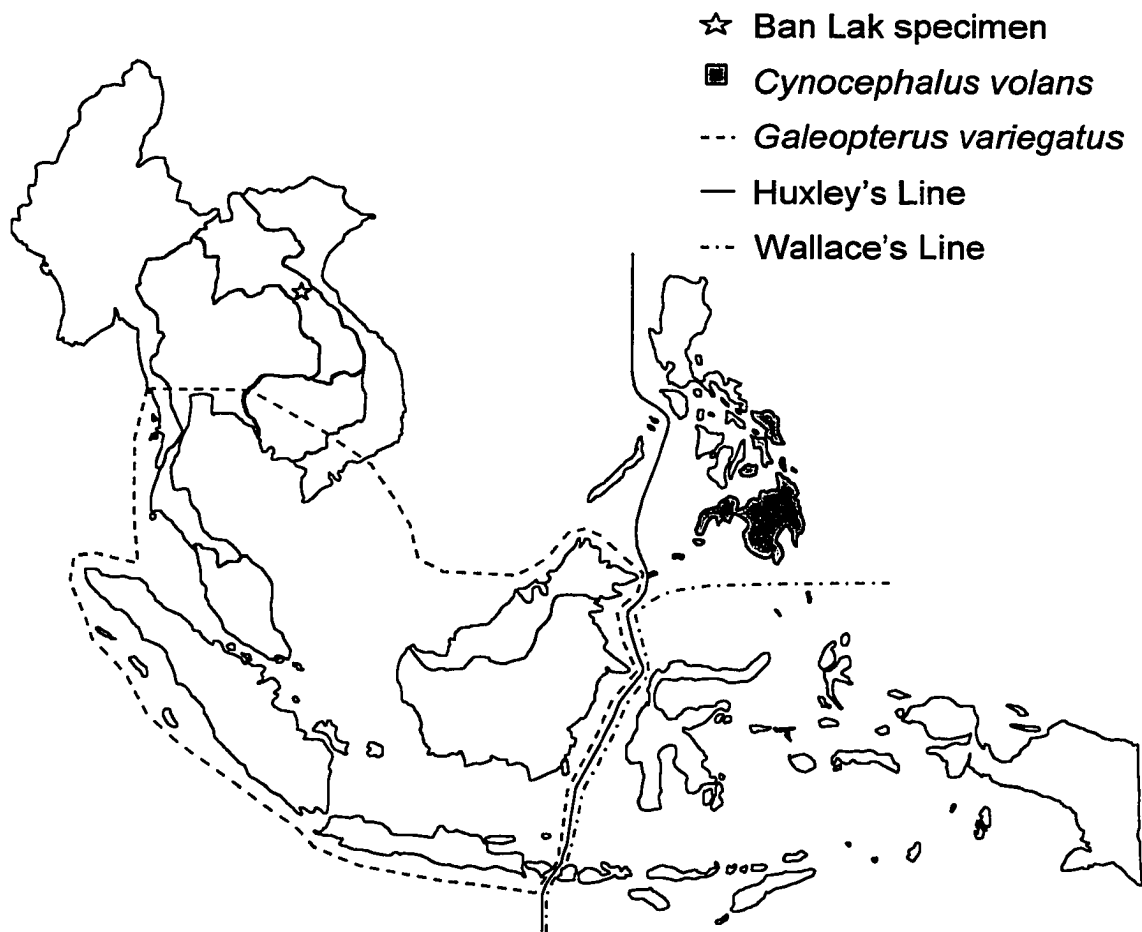 Ban Lak specimen
Cynocephalus volans
Galeopterus variegatus
Huxley's Line
Wallace's Line